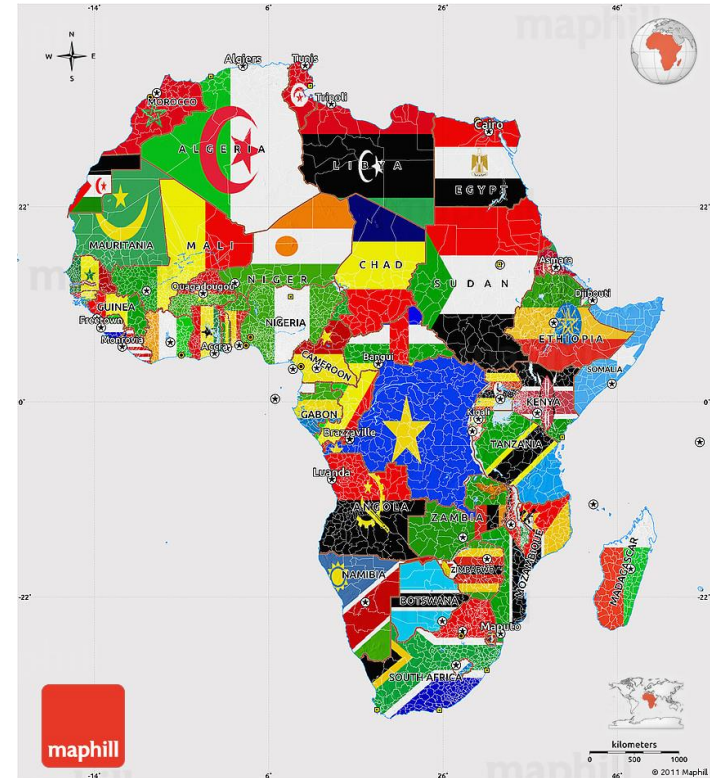 -14°
6°
26°
46°
maphill
N
W E
S
Algiers
Tunis
MOROCCO
Tripoli
ALGERIA
LIBYA
Cairo
EGYPT
22°
22°
MAURITANIA
MALI
NIGER
CHAD
SUDAN
Asmara
Ouagadougou
Djibouti
GUINEA
Freetown
NIGERIA
Monrovia
Accra
ETHIOPIA
Bangui
CAMEROON
SOMALIA
0°
0°
GABON
KENYA
Kigali
Brazzaville
TANZANIA
Luanda
ANGOLA
ZAMBIA
MOZAMBIQUE
MADAGASCAR
NAMIBIA
ZIMBABWE
-22°
-22°
BOTSWANA
Maputo
SOUTH AFRICA
maphill
kilometers
0 500 1000
-14°
6°
26°
46°
© 2011 Maphill